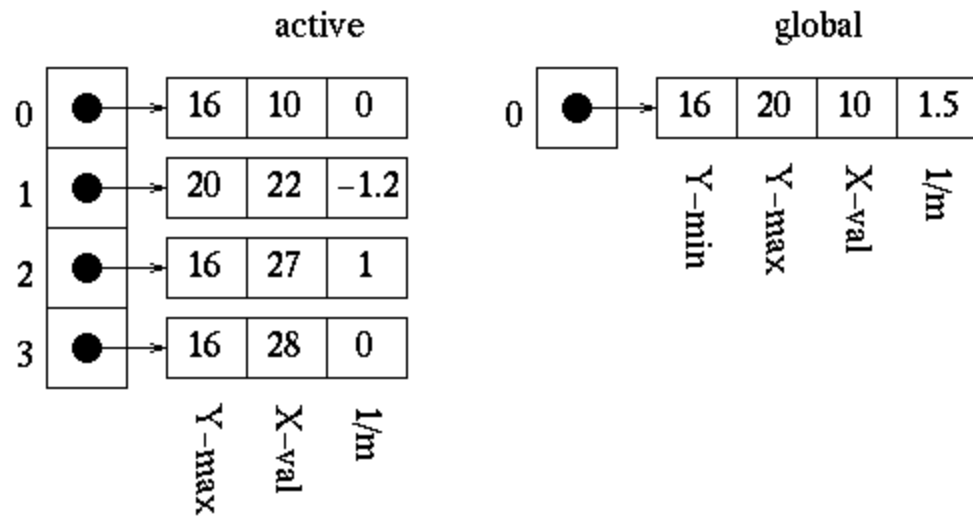 active global
0 16 10 0 0 16 20 10 1.5
1 20 22 −1.2
2 16 27 1
3 16 28 0
Y−max X−val 1/m Y−min Y−max X−val 1/m